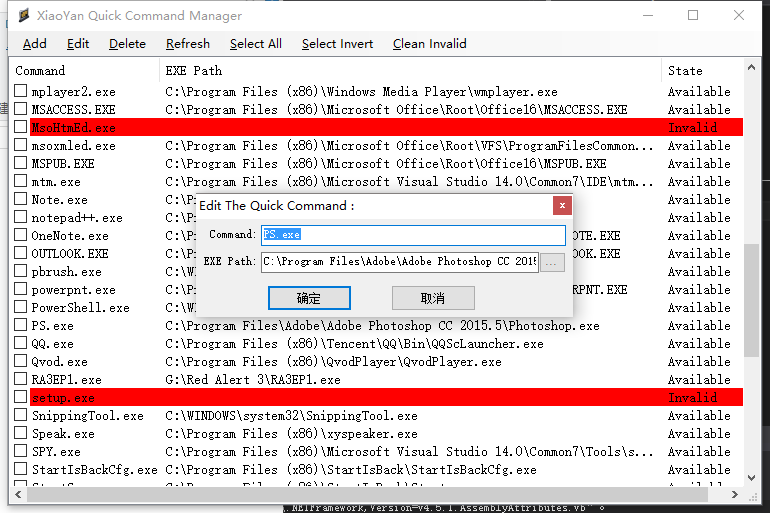 XiaoYan Quick Command Manager
Add Edit Delete Refresh Select All Select Invert Clean Invalid
Command EXE Path State
mplayer2.exe C:\Program Files (x86)\Windows Media Player\wmplayer.exe Available
MSACCESS.EXE C:\Program Files (x86)\Microsoft Office\Root\Office16\MSACCESS.EXE Available
MsoHtmEd.exe Invalid
msoxmled.exe C:\Program Files (x86)\Microsoft Office\Root\VFS\ProgramFilesCommon... Available
MSPUB.EXE C:\Program Files (x86)\Microsoft Office\Root\Office16\MSPUB.EXE Available
mtm.exe C:\Program Files (x86)\Microsoft Visual Studio 14.0\Common7\IDE\mtm... Available
Note.exe Available
notepad++.exe Available
OneNote.exe OTE.EXE Available
OUTLOOK.EXE OOK.EXE Available
pbrush.exe Available
powerpnt.exe ERPNT.EXE Available
PowerShell.exe Available
Edit The Quick Command :
Command: PS.exe
EXE Path: C:\Program Files\Adobe\Adobe Photoshop CC 2015 ...
确定 取消
PS.exe C:\Program Files\Adobe\Adobe Photoshop CC 2015.5\Photoshop.exe Available
QQ.exe C:\Program Files (x86)\Tencent\QQ\Bin\QQScLauncher.exe Available
Qvod.exe C:\Program Files (x86)\QvodPlayer\QvodPlayer.exe Available
RA3EP1.exe G:\Red Alert 3\RA3EP1.exe Available
setup.exe Invalid
SnippingTool.exe C:\WINDOWS\system32\SnippingTool.exe Available
Speak.exe C:\Program Files (x86)\xyspeaker.exe Available
SPY.exe C:\Program Files (x86)\Microsoft Visual Studio 14.0\Common7\Tools\s... Available
StartIsBackCfg.exe C:\Program Files (x86)\StartIsBack\StartIsBackCfg.exe Available
.NETFramework,Version=v4.5.1.AssemblyAttributes.vb"。